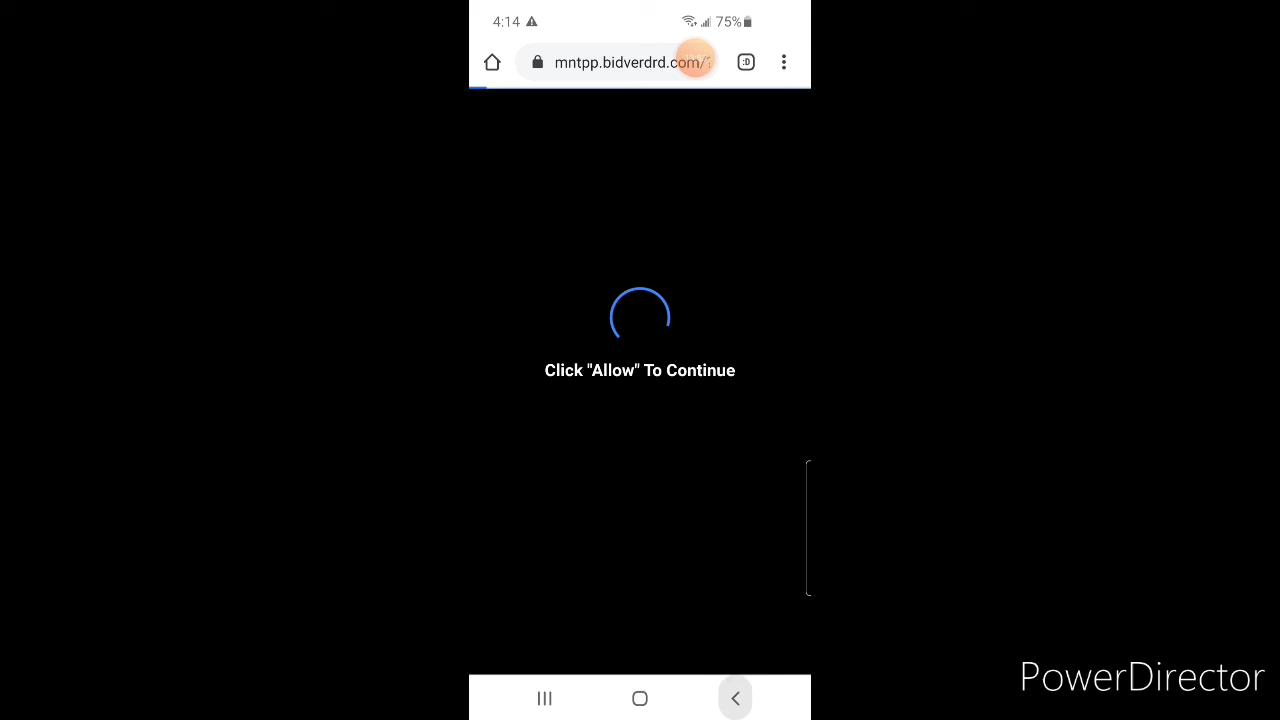 4:14 75%
mntpp.bidverdrd.com/ :D
Click "Allow" To Continue
PowerDirector